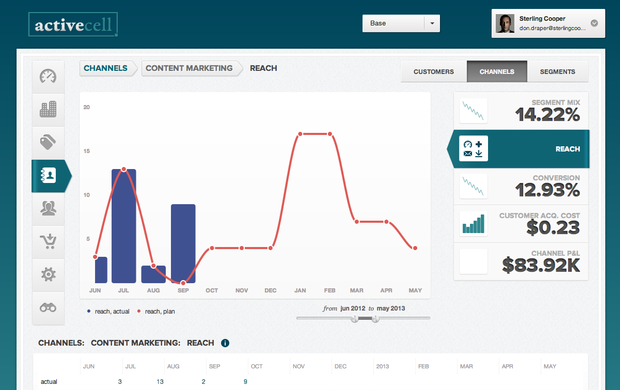 activecell
Base
Sterling Cooper
don.draper@sterlingcoo...
CHANNELS
CONTENT MARKETING
REACH
CUSTOMERS
CHANNELS
SEGMENTS
20
15
10
5
JUN JUL AUG SEP OCT NOV DEC JAN FEB MAR APR MAY
reach, actual
reach, plan
from jun 2012 to may 2013
SEGMENT MIX
14.22%
REACH
CONVERSION
12.93%
CUSTOMER ACQ. COST
$0.23
CHANNEL P&L
$83.92K
CHANNELS: CONTENT MARKETING: REACH i
JUN JUL AUG SEP OCT NOV DEC 2013 FEB MAR APR MAY
actual 3 13 2 9